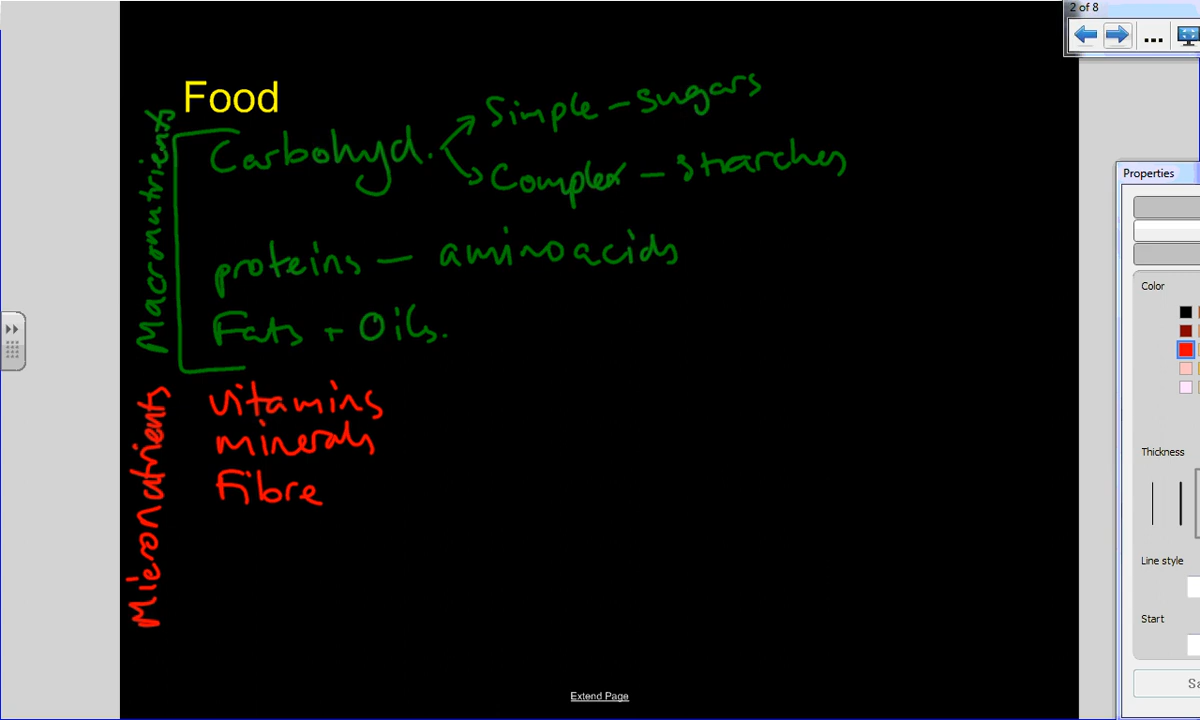 2 of 8
Food
Macronutrients
Carbohyd.
Simple - sugars
Complex - starches
proteins - aminoacids
Fats + Oils.
Micronutrients
vitamins
minerals
Fibre
Extend Page
Properties
Color
Thickness
Line style
Start
Sa